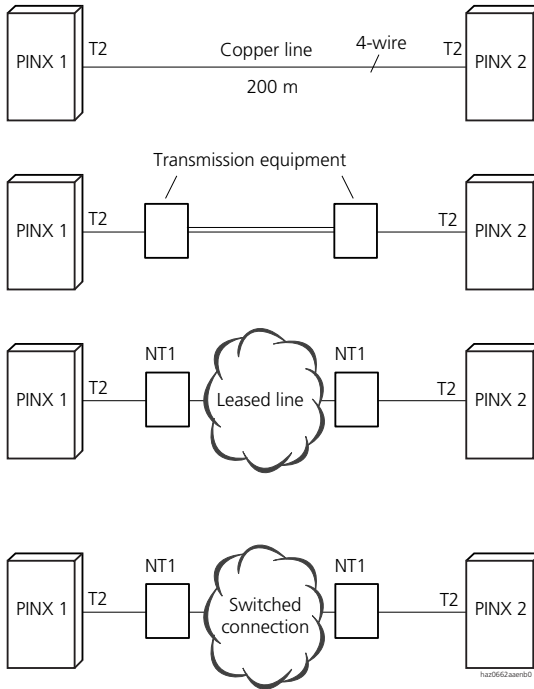 PINX 1
T2
Copper line
200 m
4-wire
T2
PINX 2
Transmission equipment
PINX 1
T2
T2
PINX 2
NT1
NT1
PINX 1
T2
Leased line
T2
PINX 2
NT1
NT1
PINX 1
T2
Switched
connection
T2
PINX 2
haz0662aaenb0